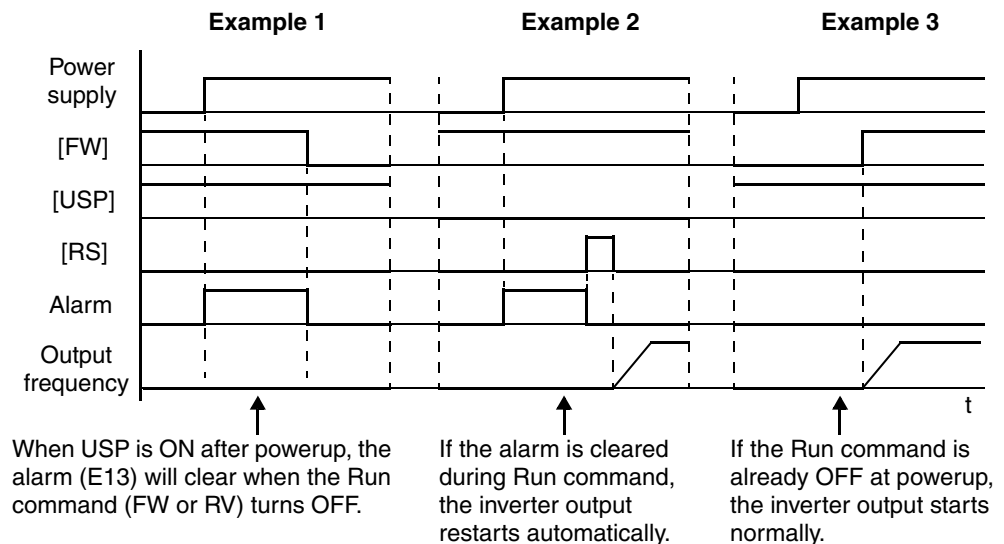 Example 1
Example 2
Example 3
Power
supply
[FW]
[USP]
[RS]
Alarm
Output
frequency
t
When USP is ON after powerup, the
alarm (E13) will clear when the Run
command (FW or RV) turns OFF.
If the alarm is cleared
during Run command,
the inverter output
restarts automatically.
If the Run command is
already OFF at powerup,
the inverter output starts
normally.